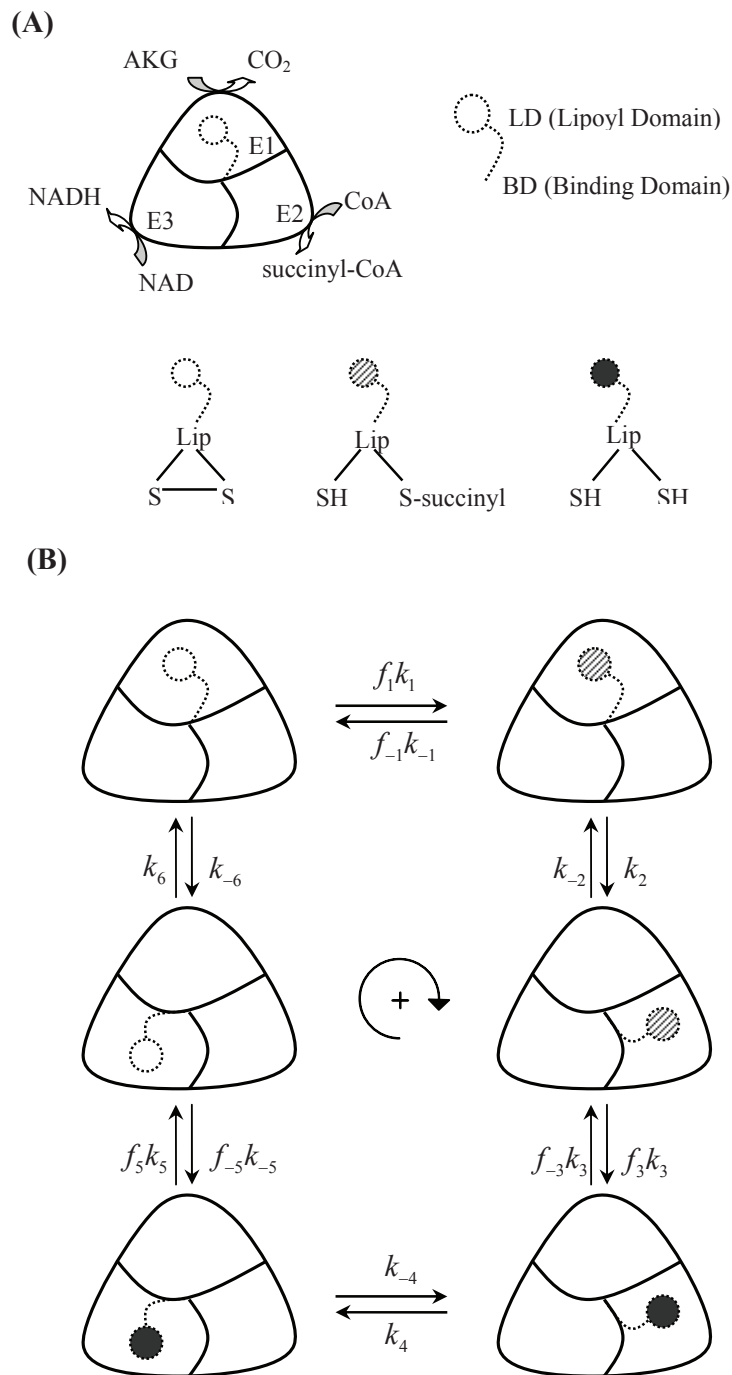 (A)
AKG CO₂
LD (Lipoyl Domain)
E1
BD (Binding Domain)
NADH CoA
E3 E2
succinyl-CoA
NAD
Lip Lip Lip
S S SH S-succinyl SH SH
(B)
f₁k₁
f₋₁k₋₁
k₆ k₋₆ k₋₂ k₂
+
f₅k₅ f₋₅k₋₅ f₋₃k₃ f₃k₃
k₋₄
k₄